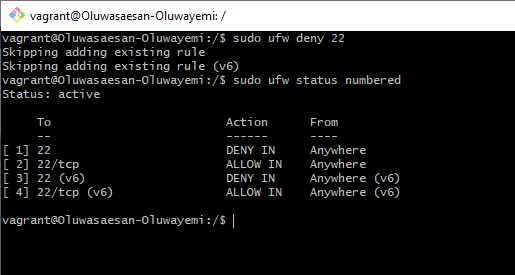 vagrant@Oluwasaesan-Oluwayemi: /
vagrant@Oluwasaesan-Oluwayemi:/$ sudo ufw deny 22
Skipping adding existing rule
Skipping adding existing rule (v6)
vagrant@Oluwasaesan-Oluwayemi:/$ sudo ufw status numbered
Status: active
To Action From
-- ------ ----
[ 1] 22 DENY IN Anywhere
[ 2] 22/tcp ALLOW IN Anywhere
[ 3] 22 (v6) DENY IN Anywhere (v6)
[ 4] 22/tcp (v6) ALLOW IN Anywhere (v6)
vagrant@Oluwasaesan-Oluwayemi:/$